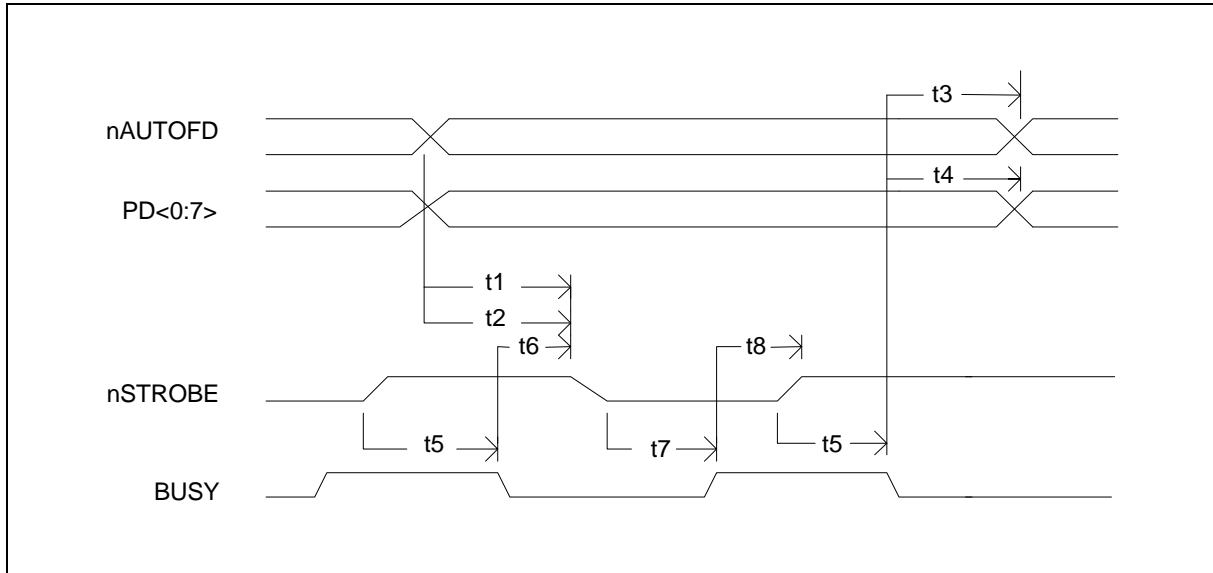 t3
nAUTOFD
t4
PD<0:7>
t1
t2
t6
t8
nSTROBE
t5
t7
t5
BUSY